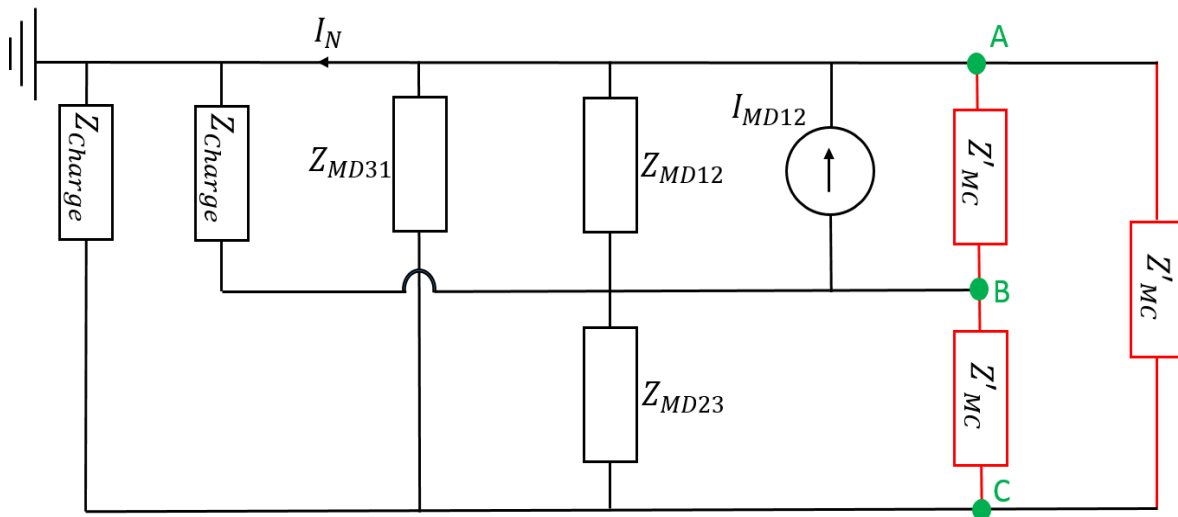 I_N
A
Z_Charge
Z_Charge
Z_MD31
Z_MD12
I_MD12
Z'_MC
Z'_MC
B
Z_MD23
Z'_MC
C